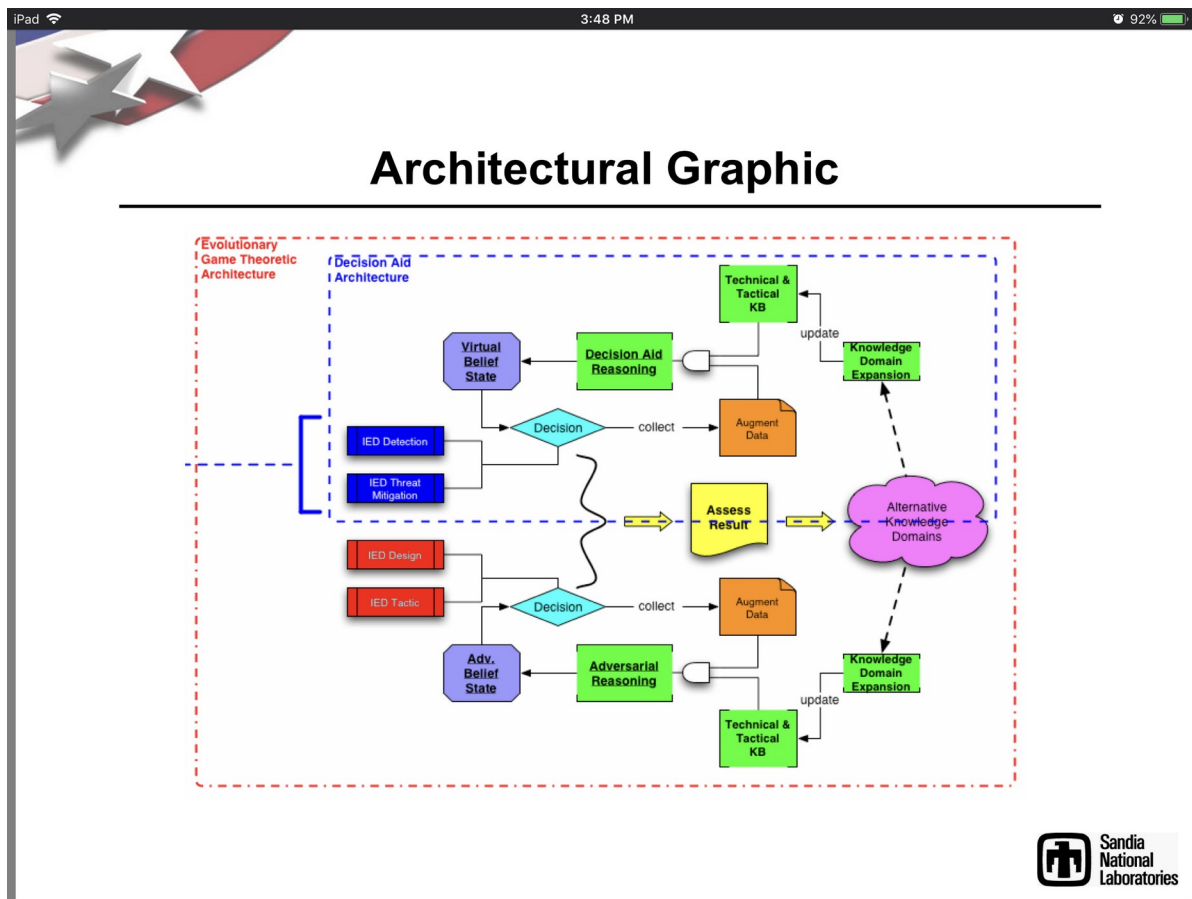 iPad
3:48 PM
92%
Architectural Graphic
Evolutionary
Game Theoretic
Architecture
Decision Aid
Architecture
Technical &
Tactical
KB
update
Knowledge
Domain
Expansion
Virtual
Belief
State
Decision Aid
Reasoning
Decision
collect
Augment
Data
IED Detection
IED Threat
Mitigation
Assess
Result
Alternative
Knowledge
Domains
IED Design
IED Tactic
Decision
collect
Augment
Data
Adv.
Belief
State
Adversarial
Reasoning
Knowledge
Domain
Expansion
update
Technical &
Tactical
KB
Sandia
National
Laboratories